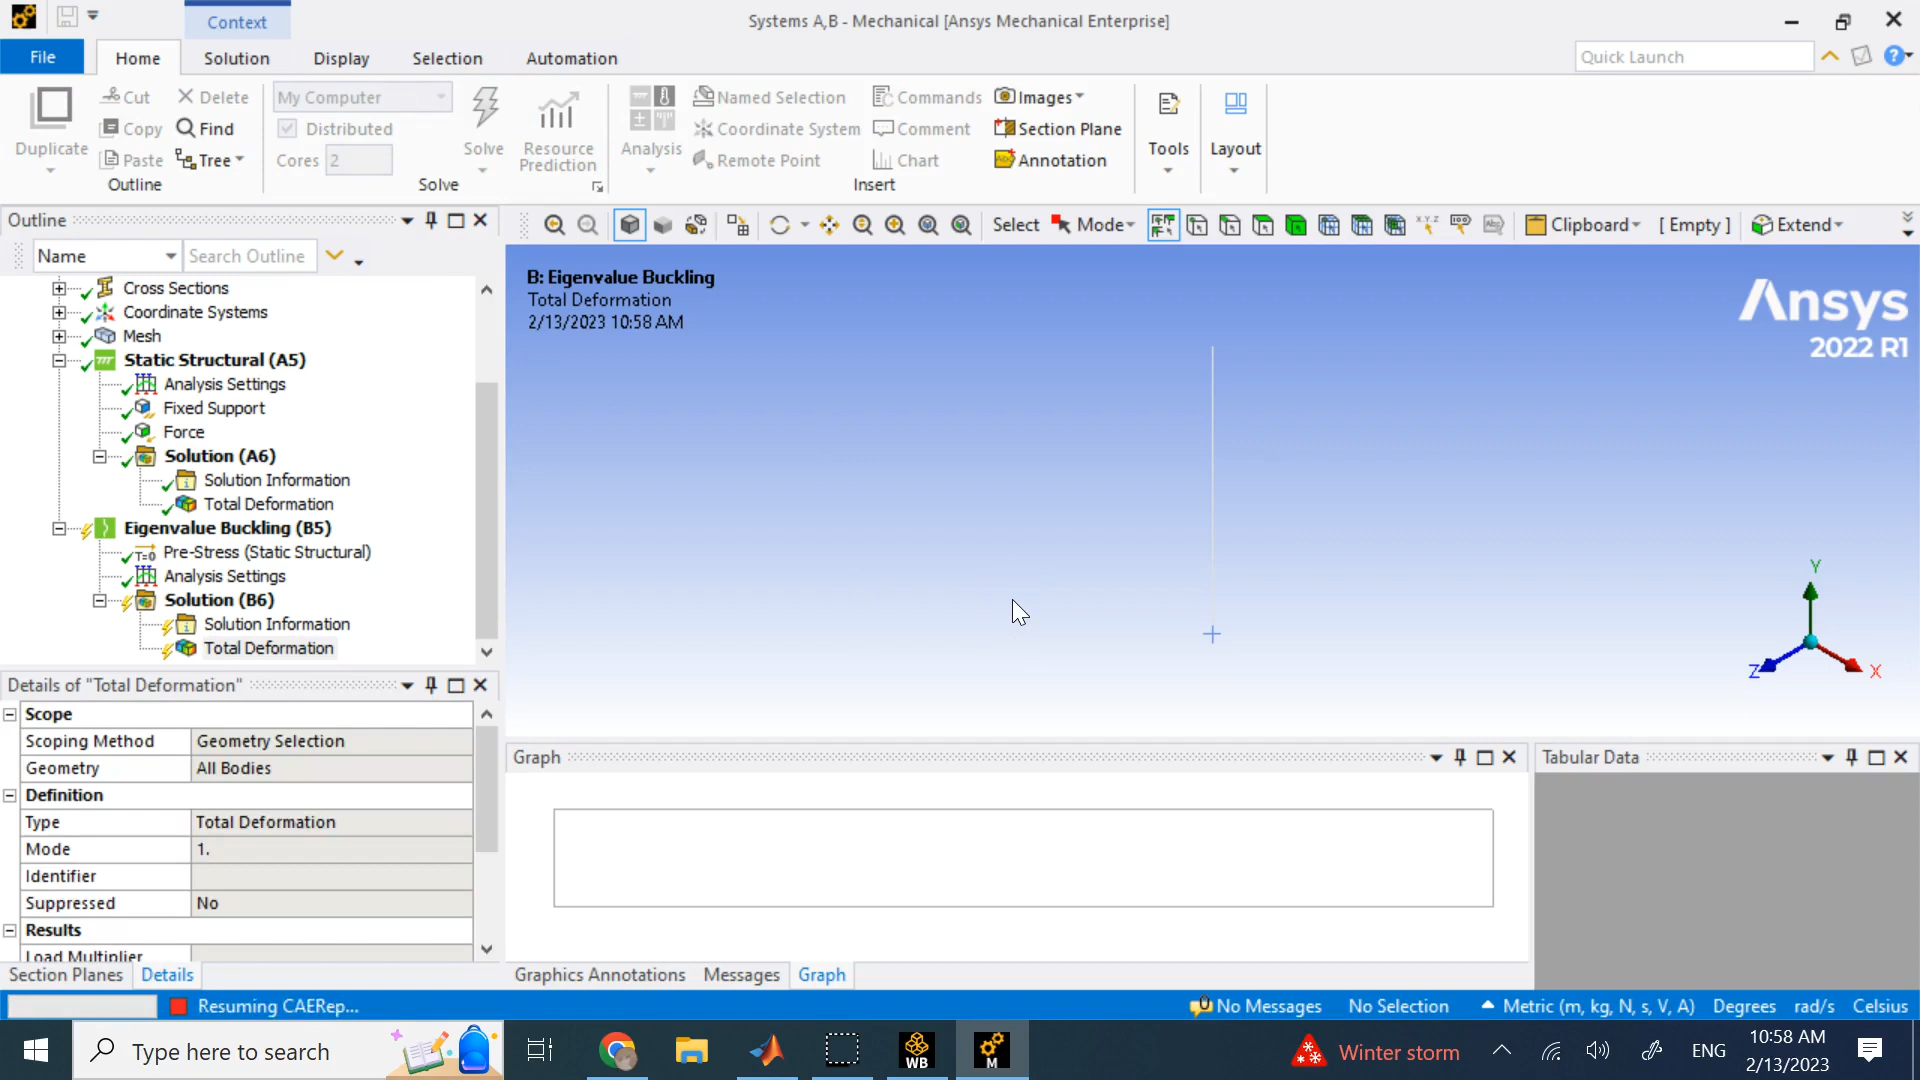 Context
Systems A,B - Mechanical [Ansys Mechanical Enterprise]
File
Home
Solution
Display
Selection
Automation
Quick Launch
Duplicate
Cut
Copy
Paste
Delete
Find
Tree
Outline
My Computer
Distributed
Cores 2
Solve
Resource
Prediction
Solve
Analysis
Named Selection
Coordinate System
Remote Point
Commands
Comment
Chart
Insert
Images
Section Plane
Annotation
Tools
Layout
Outline
Name
Search Outline
Select
Mode
Clipboard
[ Empty ]
Extend
Cross Sections
Coordinate Systems
Mesh
Static Structural (A5)
Analysis Settings
Fixed Support
Force
Solution (A6)
Solution Information
Total Deformation
Eigenvalue Buckling (B5)
T=0 Pre-Stress (Static Structural)
Analysis Settings
Solution (B6)
Solution Information
Total Deformation
B: Eigenvalue Buckling
Total Deformation
2/13/2023 10:58 AM
Ansys
2022 R1
Y
Z
X
Details of "Total Deformation"
Scope
Scoping Method Geometry Selection
Geometry All Bodies
Definition
Type Total Deformation
Mode 1.
Identifier
Suppressed No
Results
Load Multiplier
Section Planes
Details
Graph
Tabular Data
Graphics Annotations
Messages
Graph
Resuming CAERep...
No Messages
No Selection
Metric (m, kg, N, s, V, A)
Degrees
rad/s
Celsius
Type here to search
WB
M
Winter storm
ENG
10:58 AM
2/13/2023